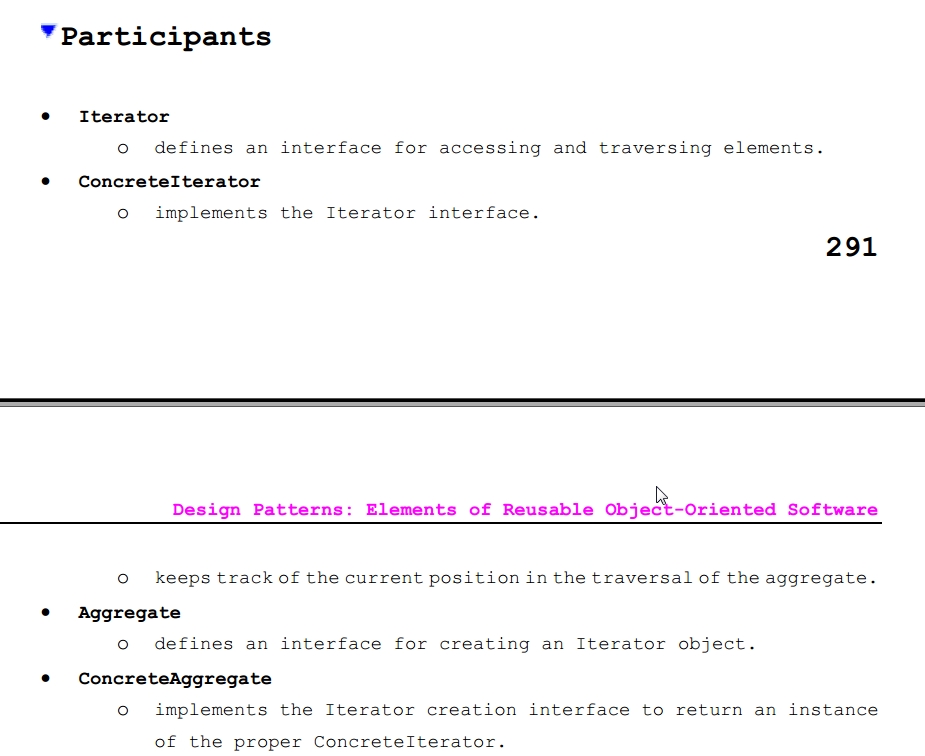 Participants
● Iterator
o defines an interface for accessing and traversing elements.
● ConcreteIterator
o implements the Iterator interface.
291
Design Patterns: Elements of Reusable Object-Oriented Software
o keeps track of the current position in the traversal of the aggregate.
● Aggregate
o defines an interface for creating an Iterator object.
● ConcreteAggregate
o implements the Iterator creation interface to return an instance
of the proper ConcreteIterator.